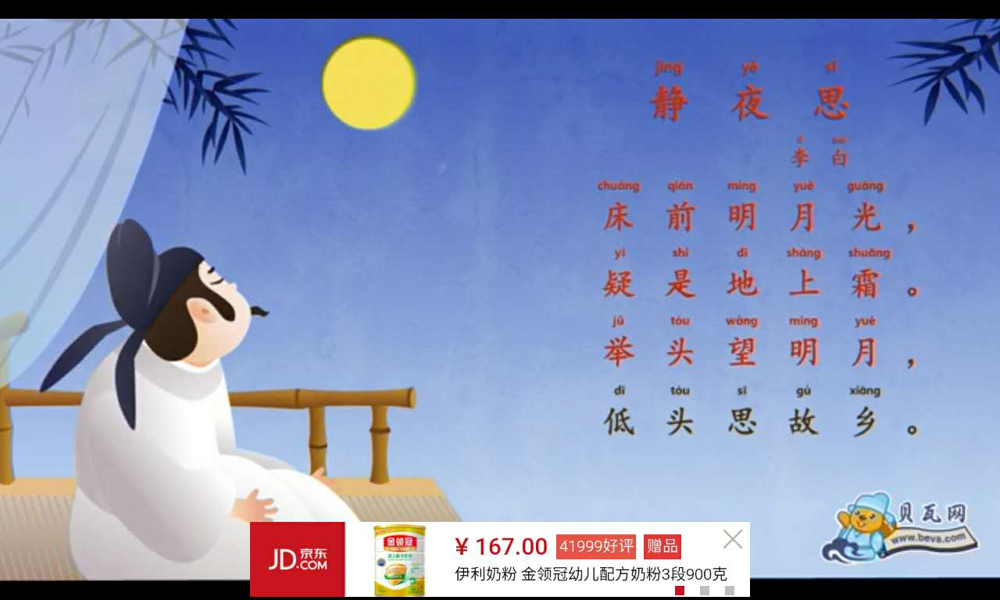 jìng yè sī
静 夜 思
李 白
chuáng qián míng yuè guāng
床 前 明 月 光 ，
yí shì dì shàng shuāng
疑 是 地 上 霜 。
jǔ tóu wàng míng yuè
举 头 望 明 月 ，
dī tóu sī gù xiāng
低 头 思 故 乡 。
贝瓦网
www.beva.com
JD京东.COM
金领冠
¥ 167.00 41999好评 赠品
伊利奶粉 金领冠幼儿配方奶粉3段900克